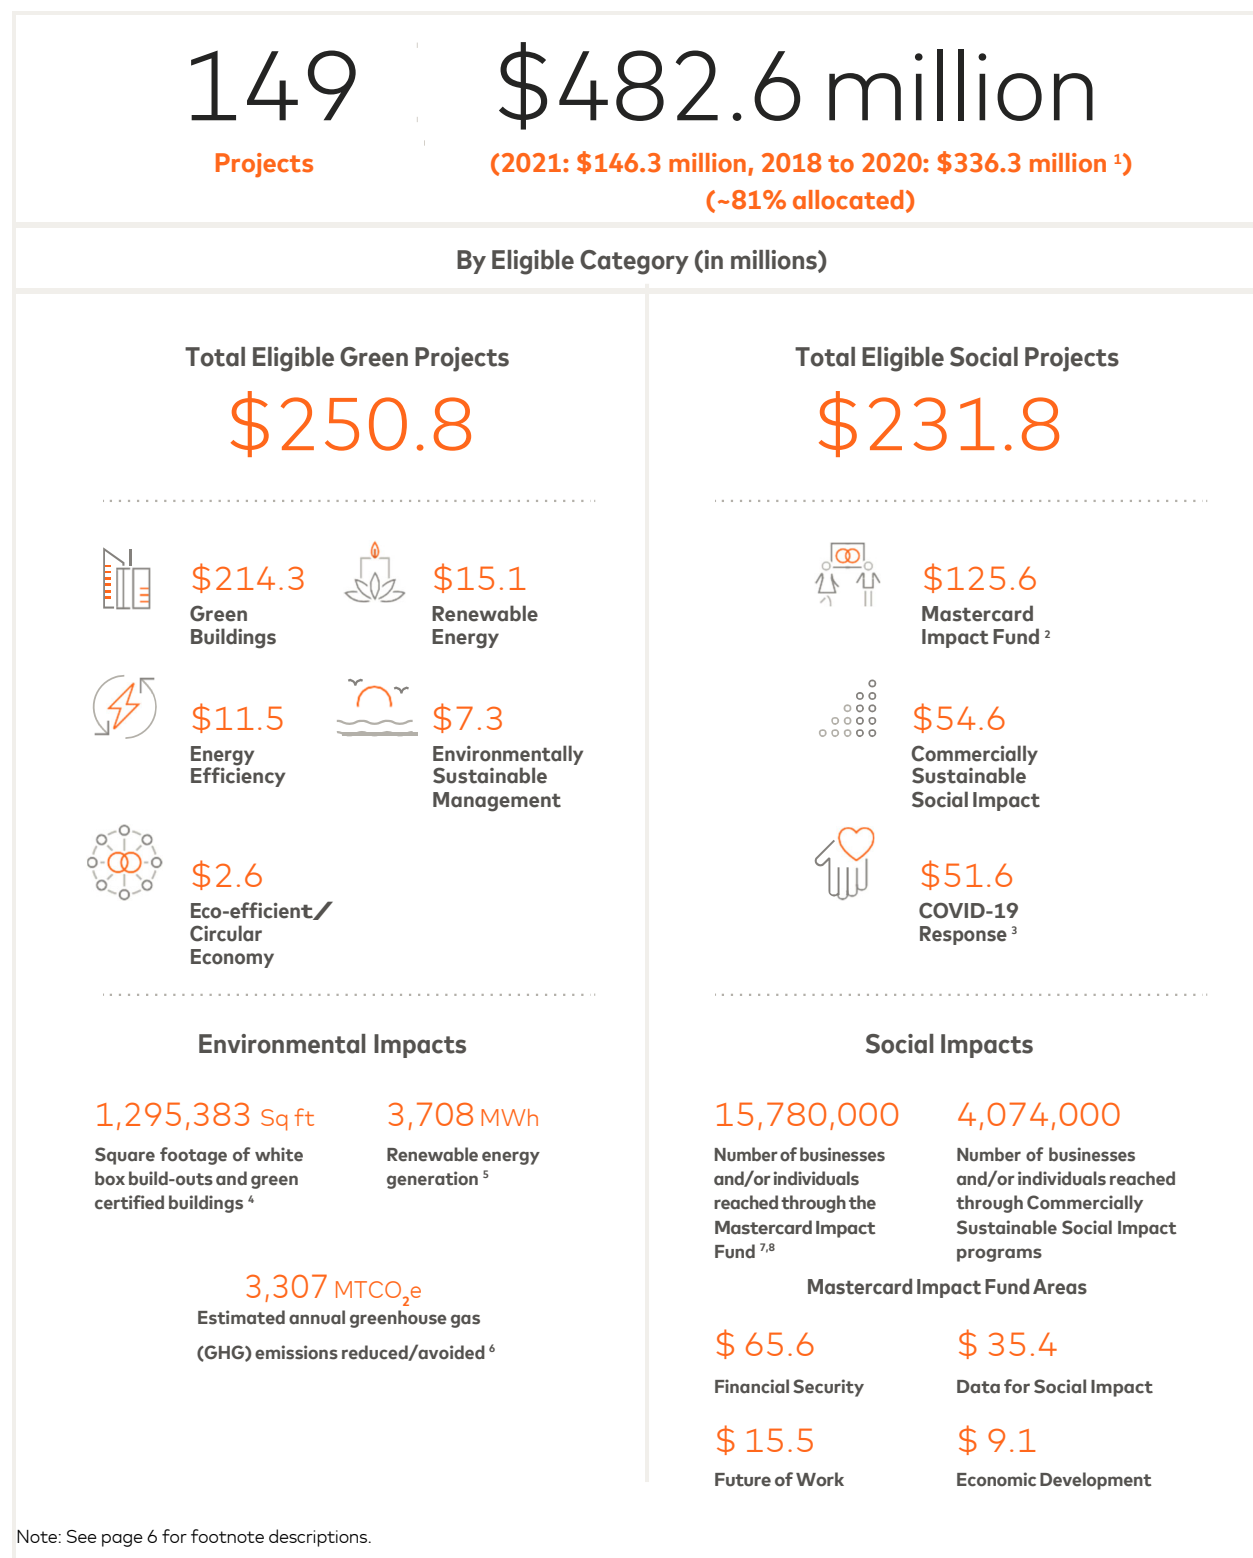 149
Projects
$482.6 million
(2021: $146.3 million, 2018 to 2020: $336.3 million ¹)
(~81% allocated)
By Eligible Category (in millions)
Total Eligible Green Projects
$250.8
$214.3
Green
Buildings
$15.1
Renewable
Energy
$11.5
Energy
Efficiency
$7.3
Environmentally
Sustainable
Management
$2.6
Eco-efficient/
Circular
Economy
Environmental Impacts
1,295,383 Sq ft
Square footage of white
box build-outs and green
certified buildings ⁴
3,708 MWh
Renewable energy
generation ⁵
3,307 MTCO₂e
Estimated annual greenhouse gas
(GHG) emissions reduced/avoided ⁶
Total Eligible Social Projects
$231.8
$125.6
Mastercard
Impact Fund ²
$54.6
Commercially
Sustainable
Social Impact
$51.6
COVID-19
Response ³
Social Impacts
15,780,000
Number of businesses
and/or individuals
reached through the
Mastercard Impact
Fund ⁷,⁸
4,074,000
Number of businesses
and/or individuals reached
through Commercially
Sustainable Social Impact
programs
Mastercard Impact Fund Areas
$ 65.6
Financial Security
$ 35.4
Data for Social Impact
$ 15.5
Future of Work
$ 9.1
Economic Development
Note: See page 6 for footnote descriptions.